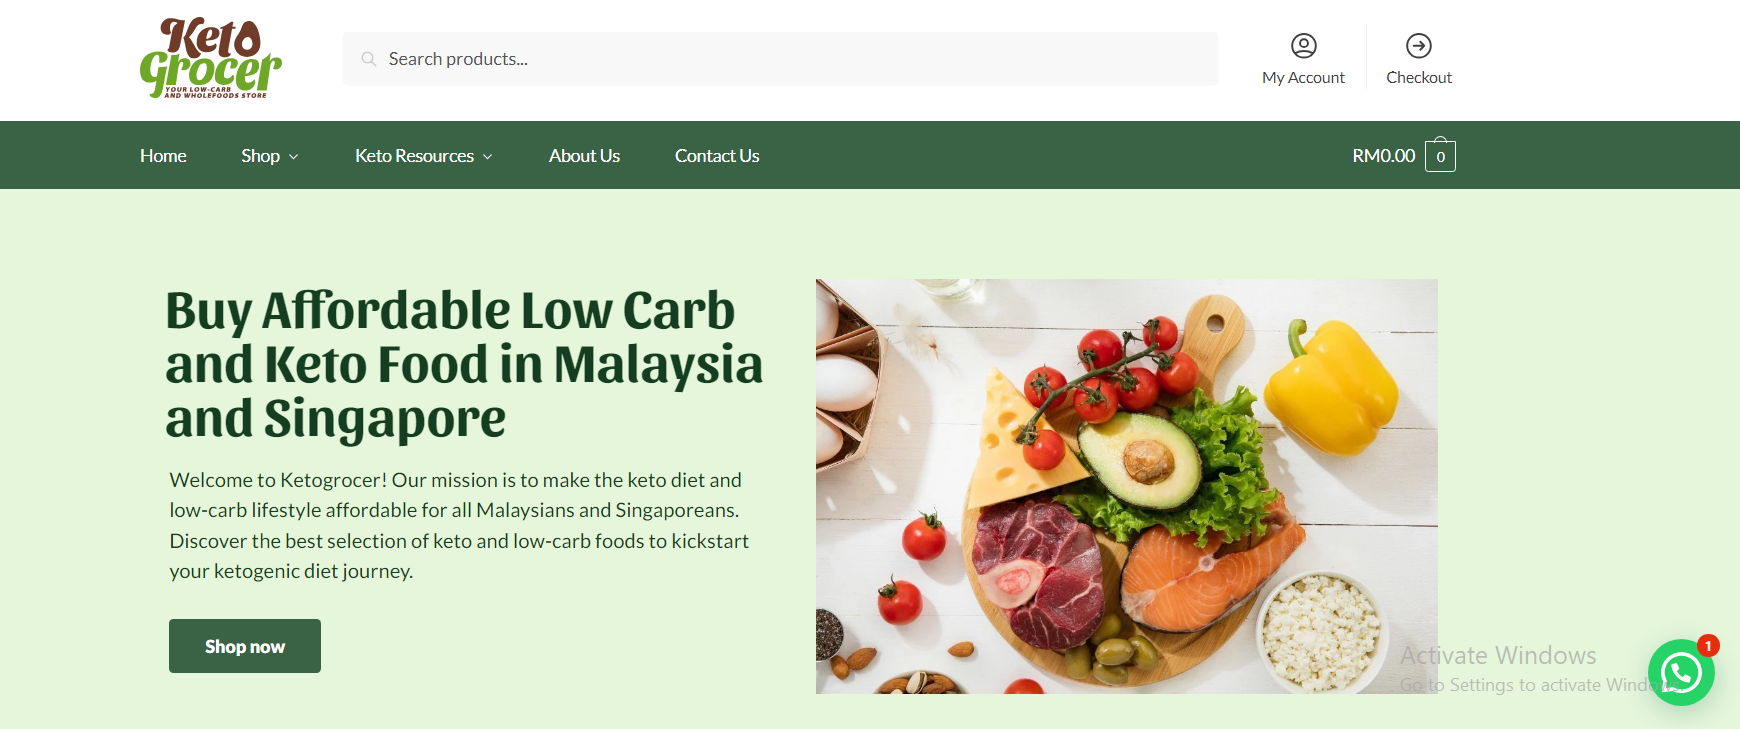 Keto
Grocer
YOUR LOW-CARB
AND WHOLEFOODS STORE
Search products...
My Account
Checkout
Home
Shop
Keto Resources
About Us
Contact Us
RM0.00
0
Buy Affordable Low Carb
and Keto Food in Malaysia
and Singapore
Welcome to Ketogrocer! Our mission is to make the keto diet and
low-carb lifestyle affordable for all Malaysians and Singaporeans.
Discover the best selection of keto and low-carb foods to kickstart
your ketogenic diet journey.
Shop now
Activate Windows
Go to Settings to activate Windows.
1